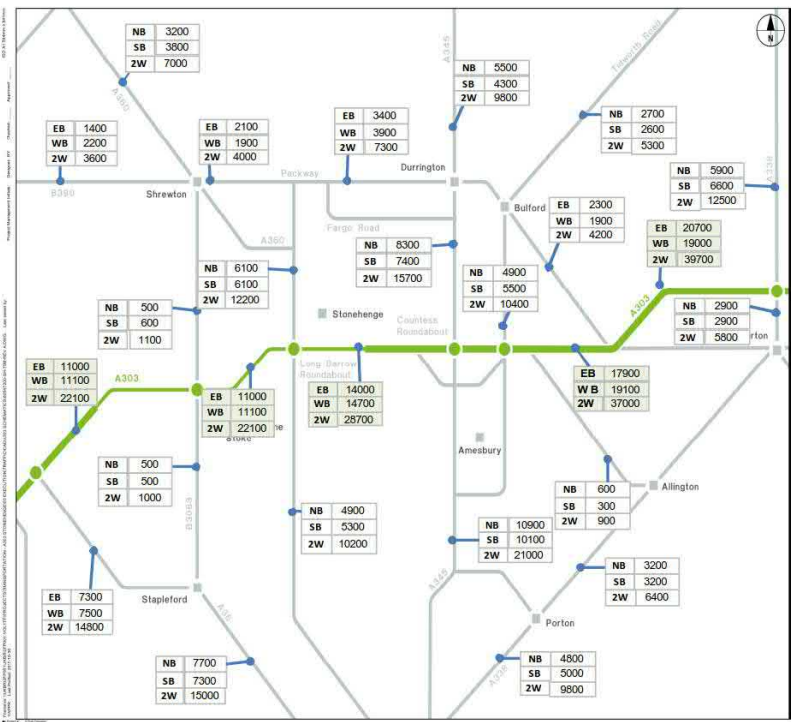 NB 3200
SB 3800
2W 7000
A360
A345
NB 5500
SB 4300
2W 9800
Tidworth Road
N
EB 1400
WB 2200
2W 3600
EB 2100
WB 1900
2W 4000
EB 3400
WB 3900
2W 7300
NB 2700
SB 2600
2W 5300
B390
Shrewton
Packway
Durrington
NB 5900
SB 6600
2W 12500
A338
Bulford
EB 2300
WB 1900
2W 4200
Fargo Road
A360
EB 20700
WB 19000
2W 39700
NB 8300
SB 7400
2W 15700
NB 6100
SB 6100
2W 12200
NB 4900
SB 5500
2W 10400
NB 500
SB 600
2W 1100
Stonehenge
Countess
Roundabout
A303
NB 2900
SB 2900
2W 5800
rton
EB 11000
WB 11100
2W 22100
A303
Long Barrow
Roundabout
EB 11000
WB 11100
2W 22100
ne
Stoke
EB 14000
WB 14700
2W 28700
EB 17900
W B 19100
2W 37000
Amesbury
NB 500
SB 500
2W 1000
B3083
NB 600
SB 300
2W 900
Allington
NB 4900
SB 5300
2W 10200
NB 10900
SB 10100
2W 21000
NB 3200
SB 3200
2W 6400
A345
EB 7300
WB 7500
2W 14800
Stapleford
A36
Porton
NB 7700
SB 7300
2W 15000
A338
NB 4800
SB 5000
2W 9800